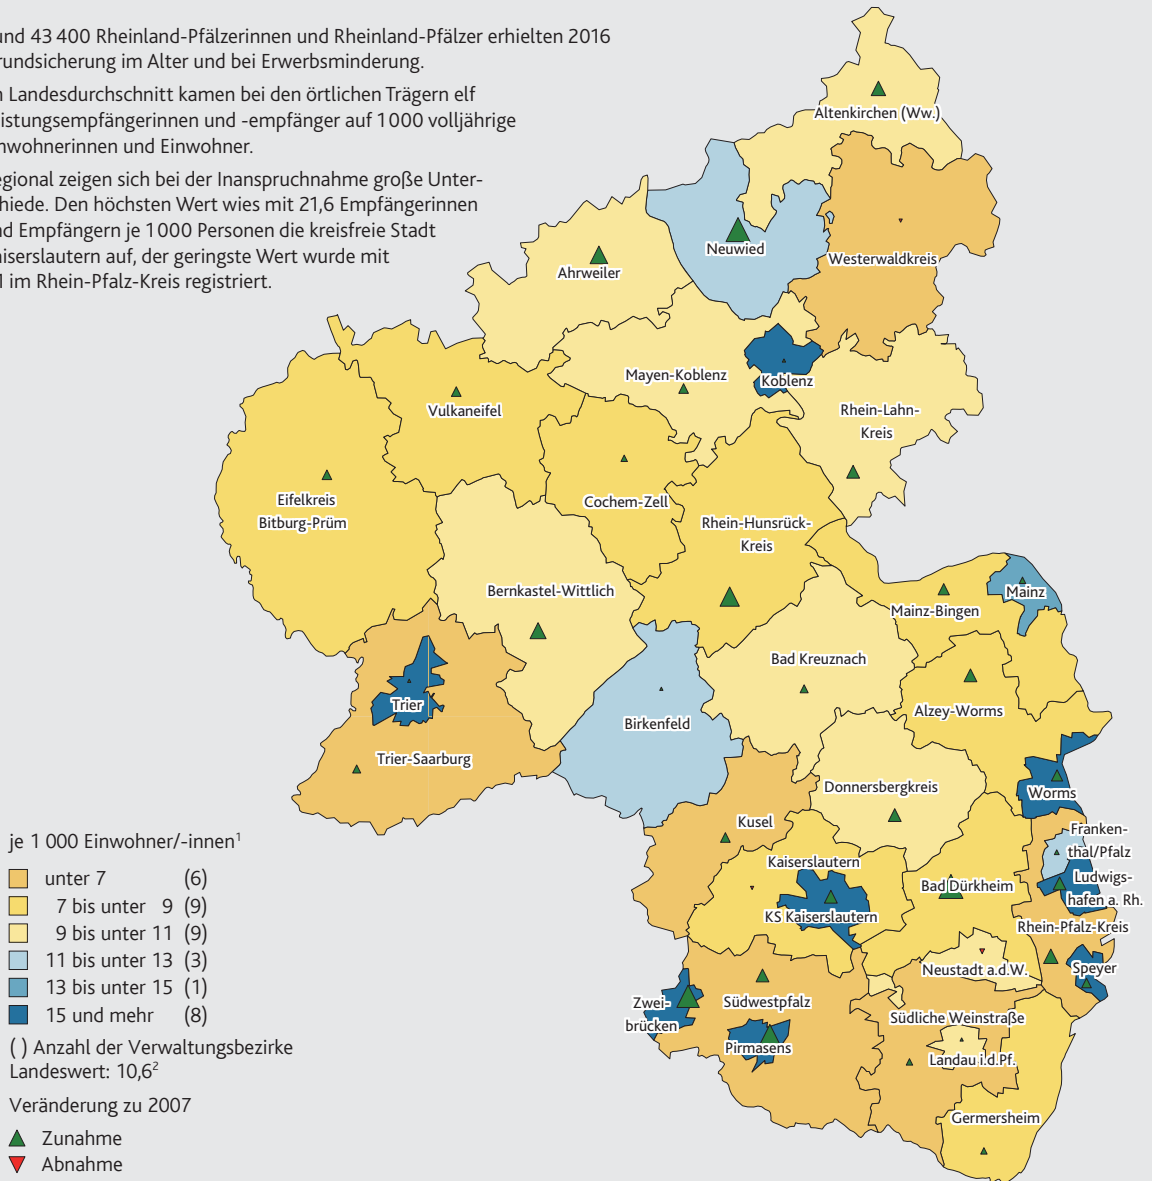 und 43 400 Rheinland-Pfälzerinnen und Rheinland-Pfälzer erhielten 2016
rundsicherung im Alter und bei Erwerbsminderung.
Landesdurchschnitt kamen bei den örtlichen Trägern elf
eistungsempfängerinnen und -empfänger auf 1 000 volljährige
nwohnerinnen und Einwohner.
egional zeigen sich bei der Inanspruchnahme große Unter-
hiede. Den höchsten Wert wies mit 21,6 Empfängerinnen
nd Empfängern je 1 000 Personen die kreisfreie Stadt
aiserslautern auf, der geringste Wert wurde mit
1 im Rhein-Pfalz-Kreis registriert.
Altenkirchen (Ww.)
Neuwied
Westerwaldkreis
Ahrweiler
Mayen-Koblenz
Koblenz
Rhein-Lahn-
Kreis
Vulkaneifel
Eifelkreis
Bitburg-Prüm
Cochem-Zell
Rhein-Hunsrück-
Kreis
Bernkastel-Wittlich
Mainz-Bingen
Mainz
Bad Kreuznach
Alzey-Worms
Trier
Birkenfeld
Trier-Saarburg
Donnersbergkreis
Worms
Kusel
Franken-
thal/Pfalz
Kaiserslautern
Bad Dürkheim
Ludwigs-
hafen a. Rh.
KS Kaiserslautern
Rhein-Pfalz-Kreis
Neustadt a.d.W.
Speyer
Zwei-
brücken
Südwestpfalz
Südliche Weinstraße
Pirmasens
Landau i.d.Pf.
Germersheim
je 1 000 Einwohner/-innen¹
unter 7 (6)
7 bis unter 9 (9)
9 bis unter 11 (9)
11 bis unter 13 (3)
13 bis unter 15 (1)
15 und mehr (8)
( ) Anzahl der Verwaltungsbezirke
Landeswert: 10,6²
Veränderung zu 2007
Zunahme
Abnahme